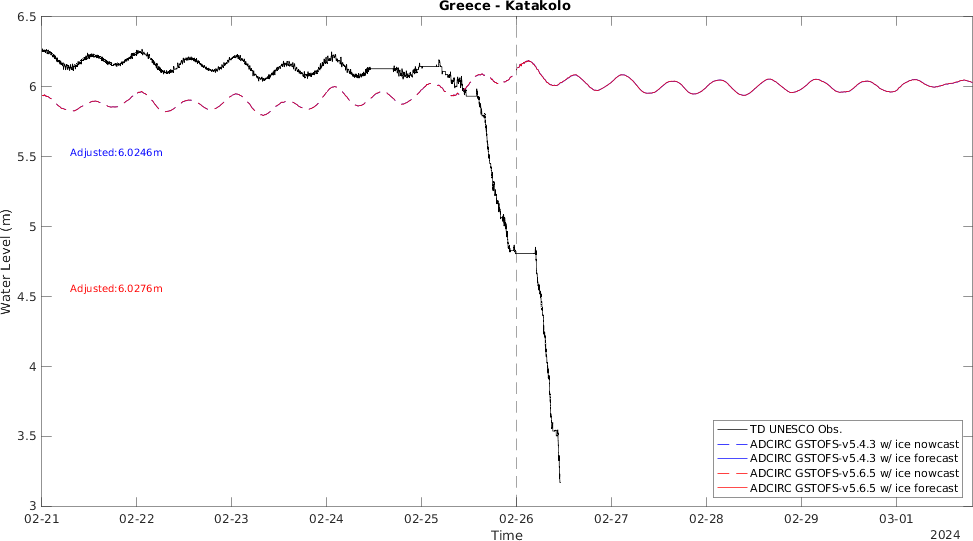 Greece - Katakolo
6.5
6
5.5
5
4.5
4
3.5
3
Water Level (m)
Adjusted:6.0246m
Adjusted:6.0276m
TD UNESCO Obs.
ADCIRC GSTOFS-v5.4.3 w/ ice nowcast
ADCIRC GSTOFS-v5.4.3 w/ ice forecast
ADCIRC GSTOFS-v5.6.5 w/ ice nowcast
ADCIRC GSTOFS-v5.6.5 w/ ice forecast
02-21 02-22 02-23 02-24 02-25 02-26 02-27 02-28 02-29 03-01
Time
2024